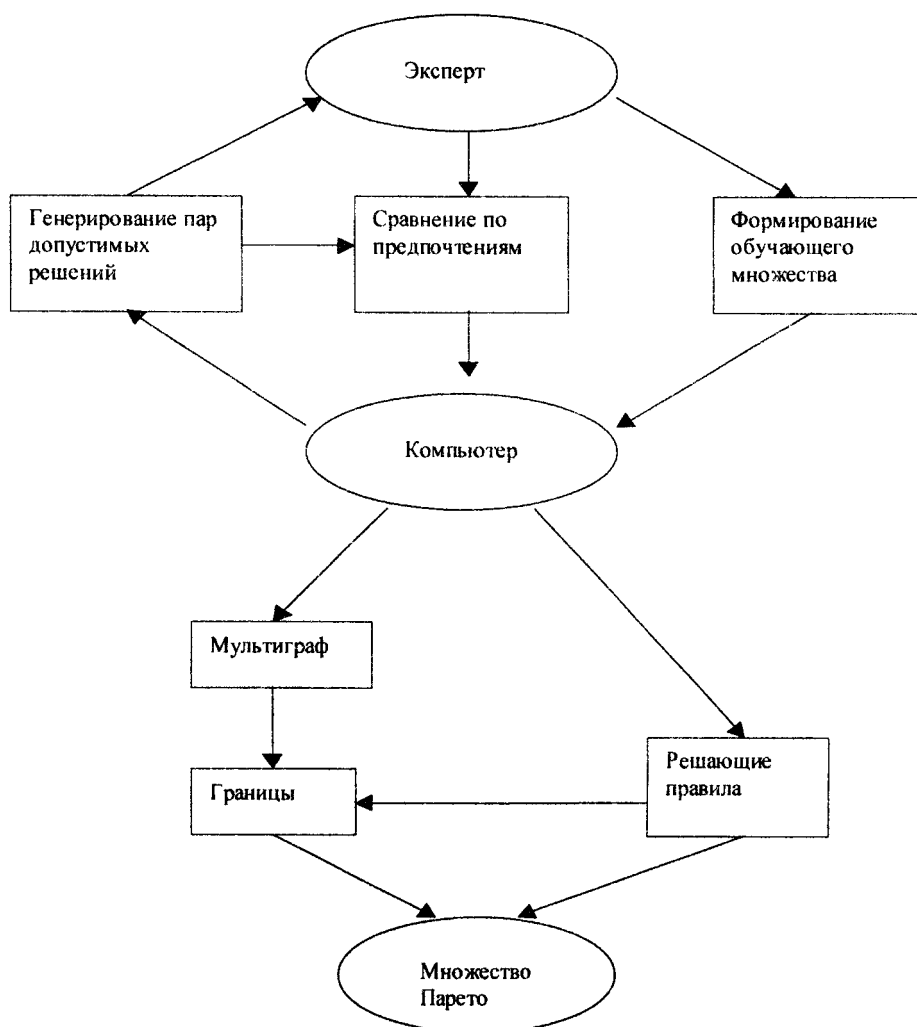 Эксперт
Генерирование пар
допустимых
решений
Сравнение по
предпочтениям
Формирование
обучающего
множества
Компьютер
Мультиграф
Границы
Решающие
правила
Множество
Парето